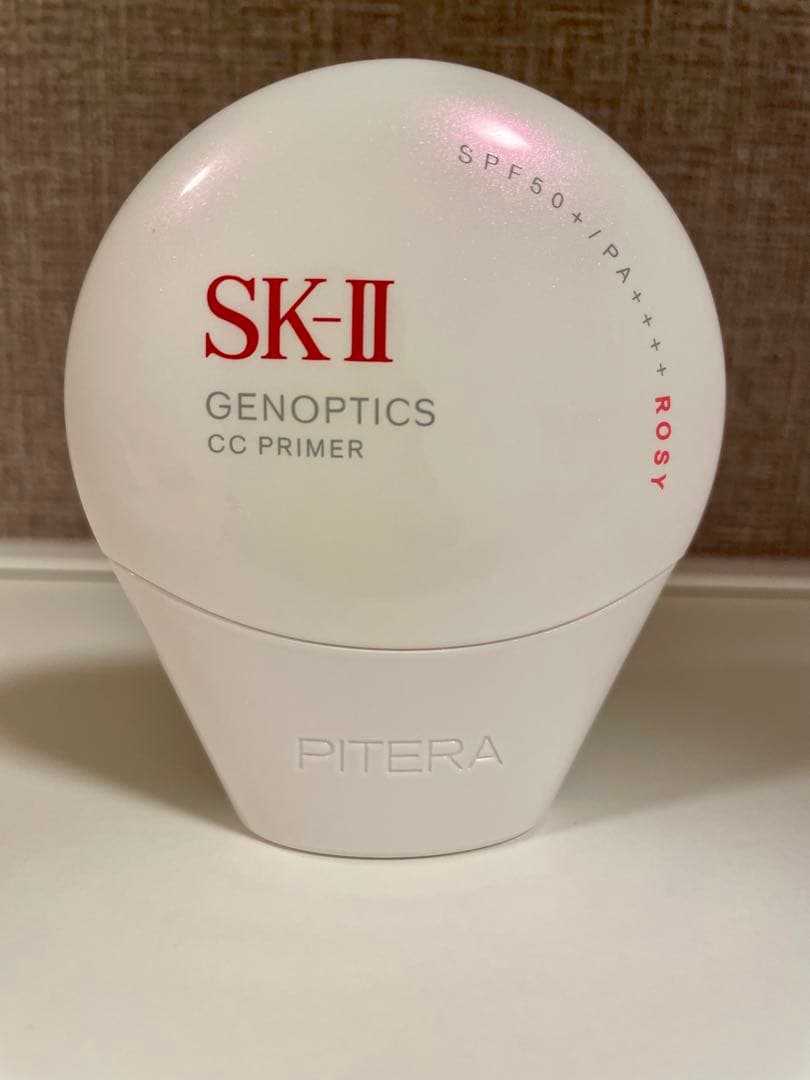 SPF50+/PA++++ ROSY
SK-II
GENOPTICS
CC PRIMER
PITERA